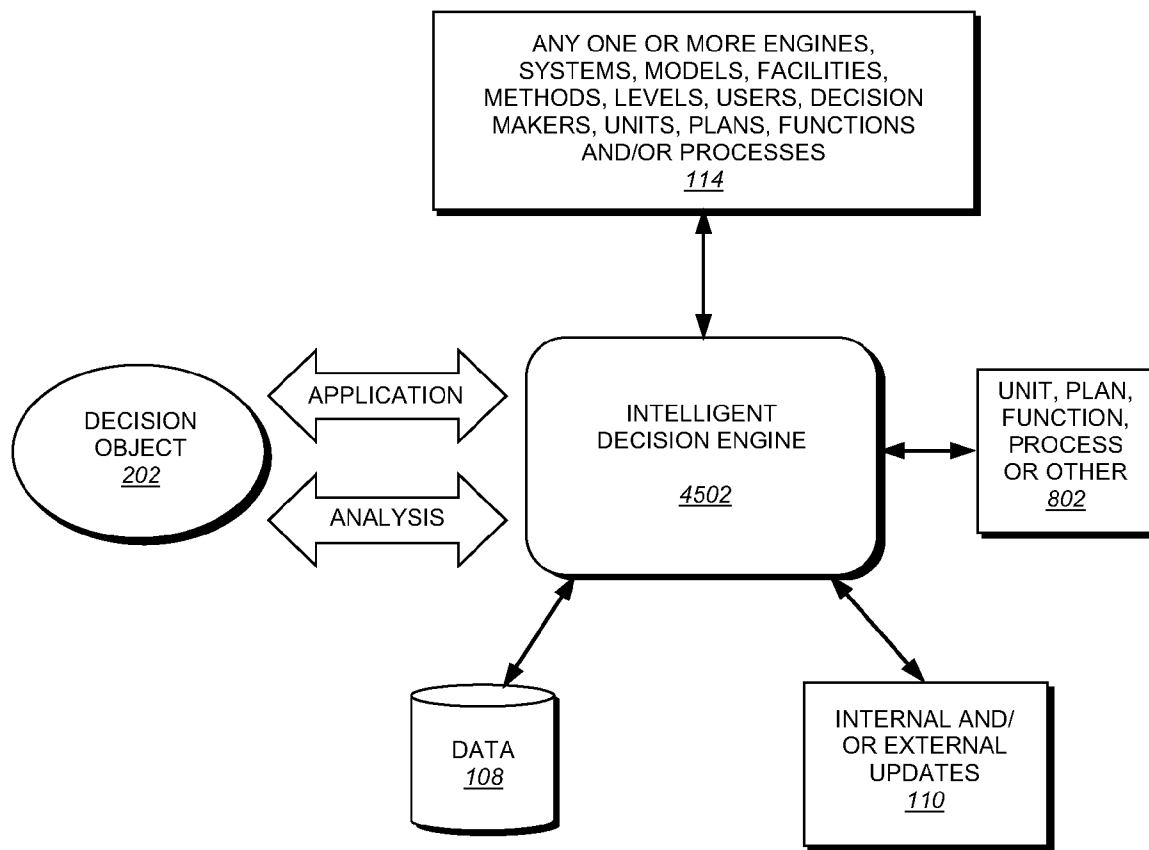 ANY ONE OR MORE ENGINES,
SYSTEMS, MODELS, FACILITIES,
METHODS, LEVELS, USERS, DECISION
MAKERS, UNITS, PLANS, FUNCTIONS
AND/OR PROCESSES
114
DECISION
OBJECT
202
APPLICATION
ANALYSIS
INTELLIGENT
DECISION ENGINE
4502
UNIT, PLAN,
FUNCTION,
PROCESS
OR OTHER
802
DATA
108
INTERNAL AND/
OR EXTERNAL
UPDATES
110